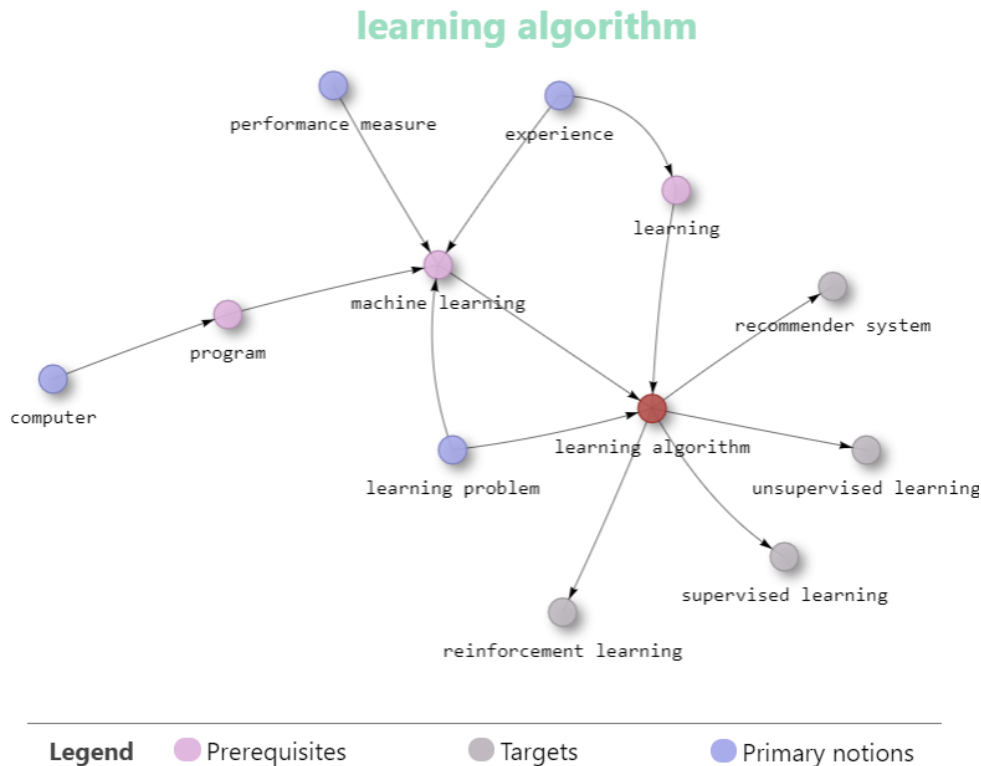 learning algorithm
performance measure
experience
learning
machine learning
recommender system
program
computer
learning algorithm
learning problem
unsupervised learning
supervised learning
reinforcement learning
Legend Prerequisites Targets Primary notions